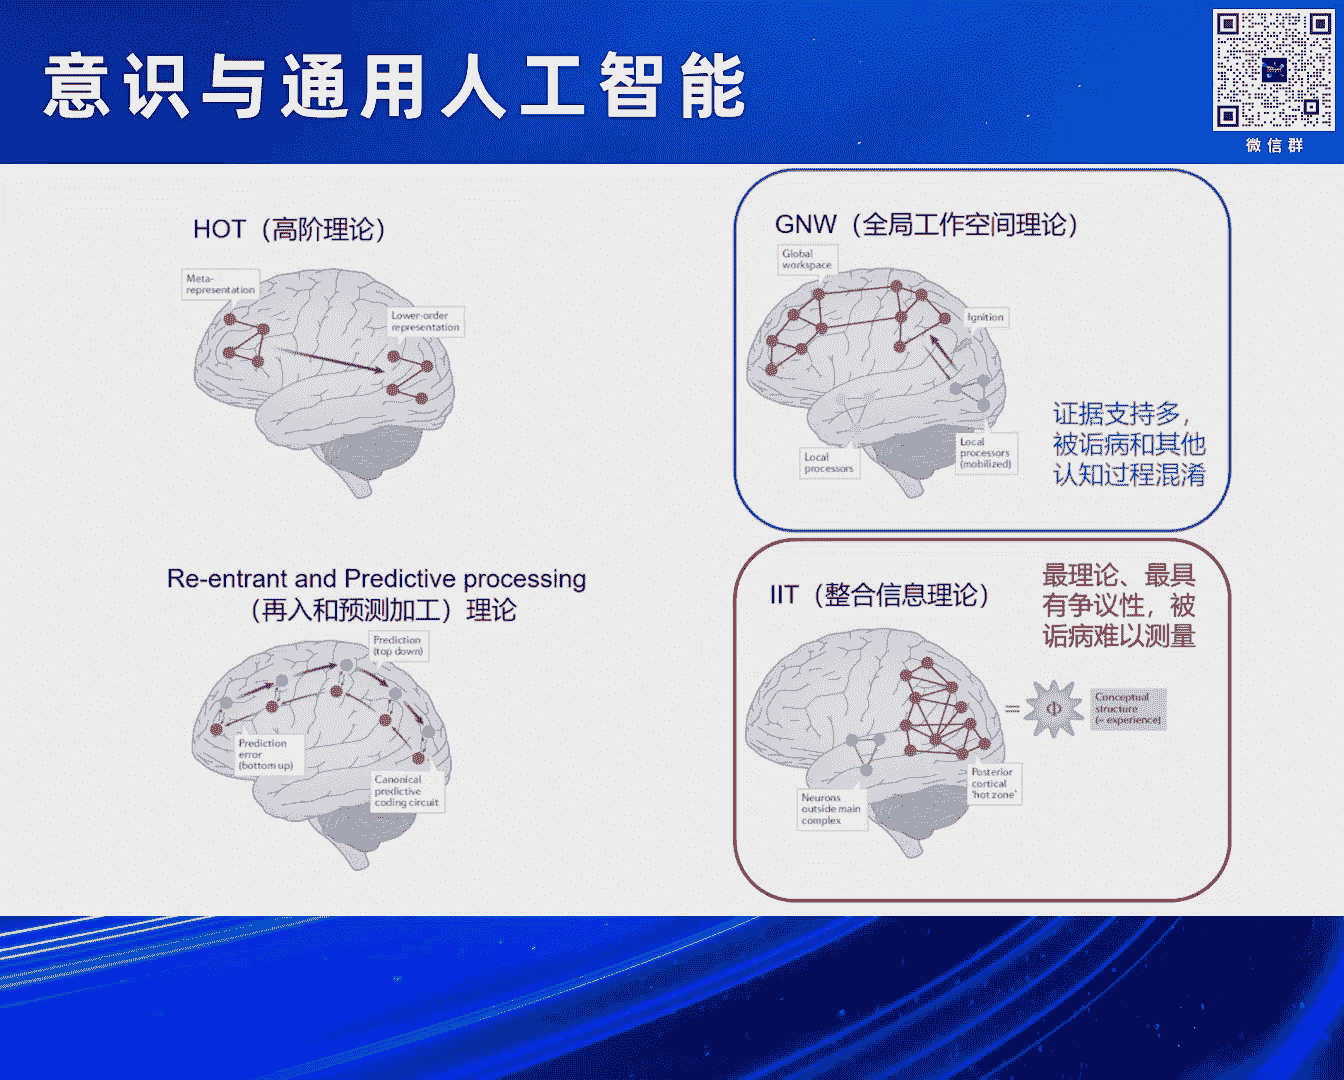 意识与通用人工智能
微信群
HOT（高阶理论）
Meta-
representation
Lower-order
representation
GNW（全局工作空间理论）
Global
workspace
Ignition
Local
processors
Local
processors
(mobilized)
证据支持多，
被诟病和其他
认知过程混淆
Re-entrant and Predictive processing
（再入和预测加工）理论
Prediction
(top down)
Prediction
error
(bottom up)
Canonical
predictive
coding circuit
IIT（整合信息理论）
最理论、最具
有争议性，被
诟病难以测量
= Φ
Conceptual
structure
(= experience)
Neurons
outside main
complex
Posterior
cortical
'hot zone'